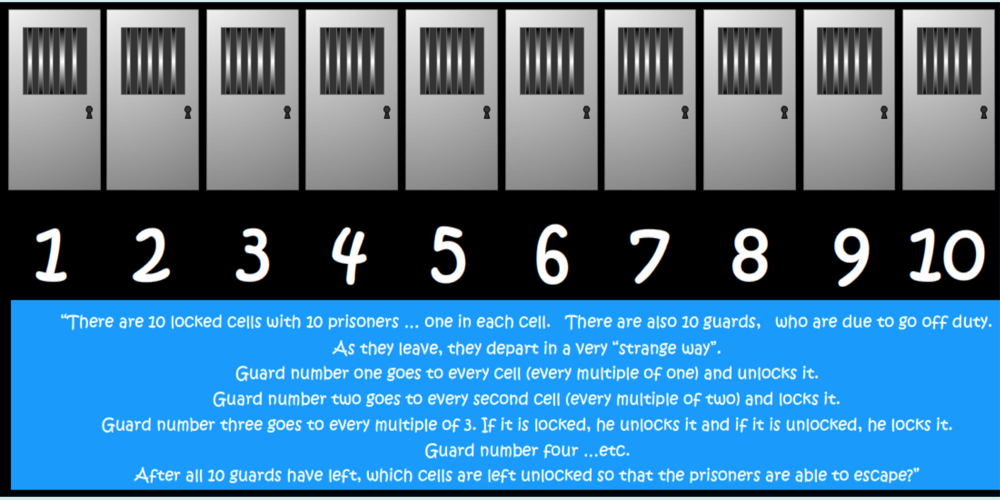 1 2 3 4 5 6 7 8 9 10
“There are 10 locked cells with 10 prisoners ... one in each cell. There are also 10 guards, who are due to go off duty.
As they leave, they depart in a very “strange way”.
Guard number one goes to every cell (every multiple of one) and unlocks it.
Guard number two goes to every second cell (every multiple of two) and locks it.
Guard number three goes to every multiple of 3. If it is locked, he unlocks it and if it is unlocked, he locks it.
Guard number four ...etc.
After all 10 guards have left, which cells are left unlocked so that the prisoners are able to escape?”